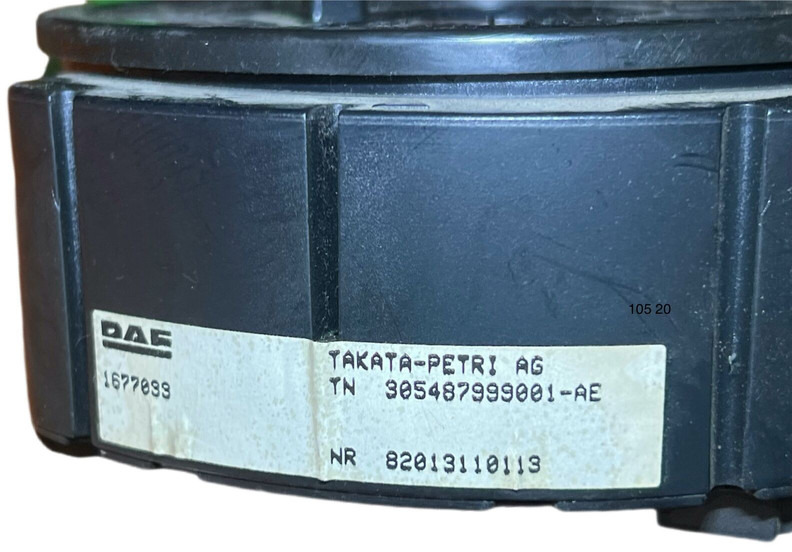 105 20
DAF
1677033
TAKATA-PETRI AG
TN 305487999001-AE
NR 82013110113